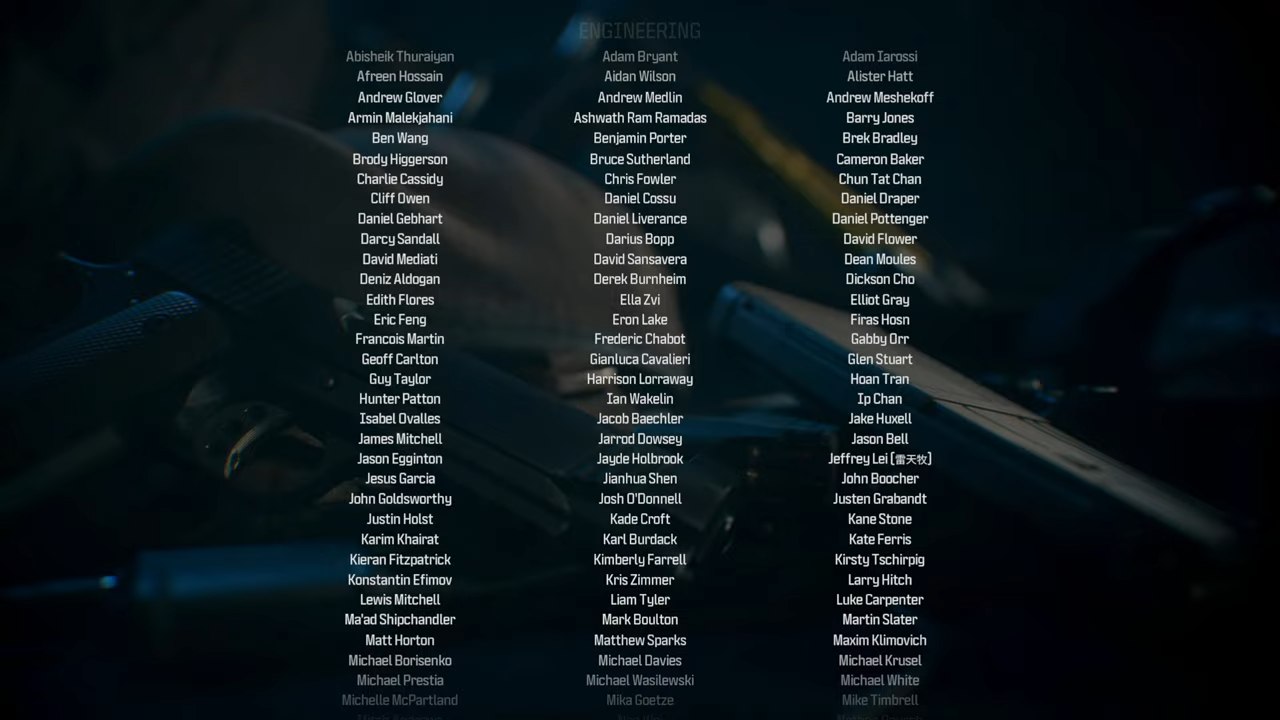 ENGINEERING
Abisheik Thuraiyan Adam Bryant Adam Iarossi
Afreen Hossain Aidan Wilson Alister Hatt
Andrew Glover Andrew Medlin Andrew Meshekoff
Armin Malekjahani Ashwath Ram Ramadas Barry Jones
Ben Wang Benjamin Porter Brek Bradley
Brody Higgerson Bruce Sutherland Cameron Baker
Charlie Cassidy Chris Fowler Chun Tat Chan
Cliff Owen Daniel Cossu Daniel Draper
Daniel Gebhart Daniel Liverance Daniel Pottenger
Darcy Sandall Darius Bopp David Flower
David Mediati David Sansavera Dean Moules
Deniz Aldogan Derek Burnheim Dickson Cho
Edith Flores Ella Zvi Elliot Gray
Eric Feng Eron Lake Firas Hosn
Francois Martin Frederic Chabot Gabby Orr
Geoff Carlton Gianluca Cavalieri Glen Stuart
Guy Taylor Harrison Lorraway Hoan Tran
Hunter Patton Ian Wakelin Ip Chan
Isabel Ovalles Jacob Baechler Jake Huxell
James Mitchell Jarrod Dowsey Jason Bell
Jason Egginton Jayde Holbrook Jeffrey Lei (雷天牧)
Jesus Garcia Jianhua Shen John Boocher
John Goldsworthy Josh O'Donnell Justen Grabandt
Justin Holst Kade Croft Kane Stone
Karim Khairat Karl Burdack Kate Ferris
Kieran Fitzpatrick Kimberly Farrell Kirsty Tschirpig
Konstantin Efimov Kris Zimmer Larry Hitch
Lewis Mitchell Liam Tyler Luke Carpenter
Ma'ad Shipchandler Mark Boulton Martin Slater
Matt Horton Matthew Sparks Maxim Klimovich
Michael Borisenko Michael Davies Michael Krusel
Michael Prestia Michael Wasilewski Michael White
Michelle McPartland Mika Goetze Mike Timbrell